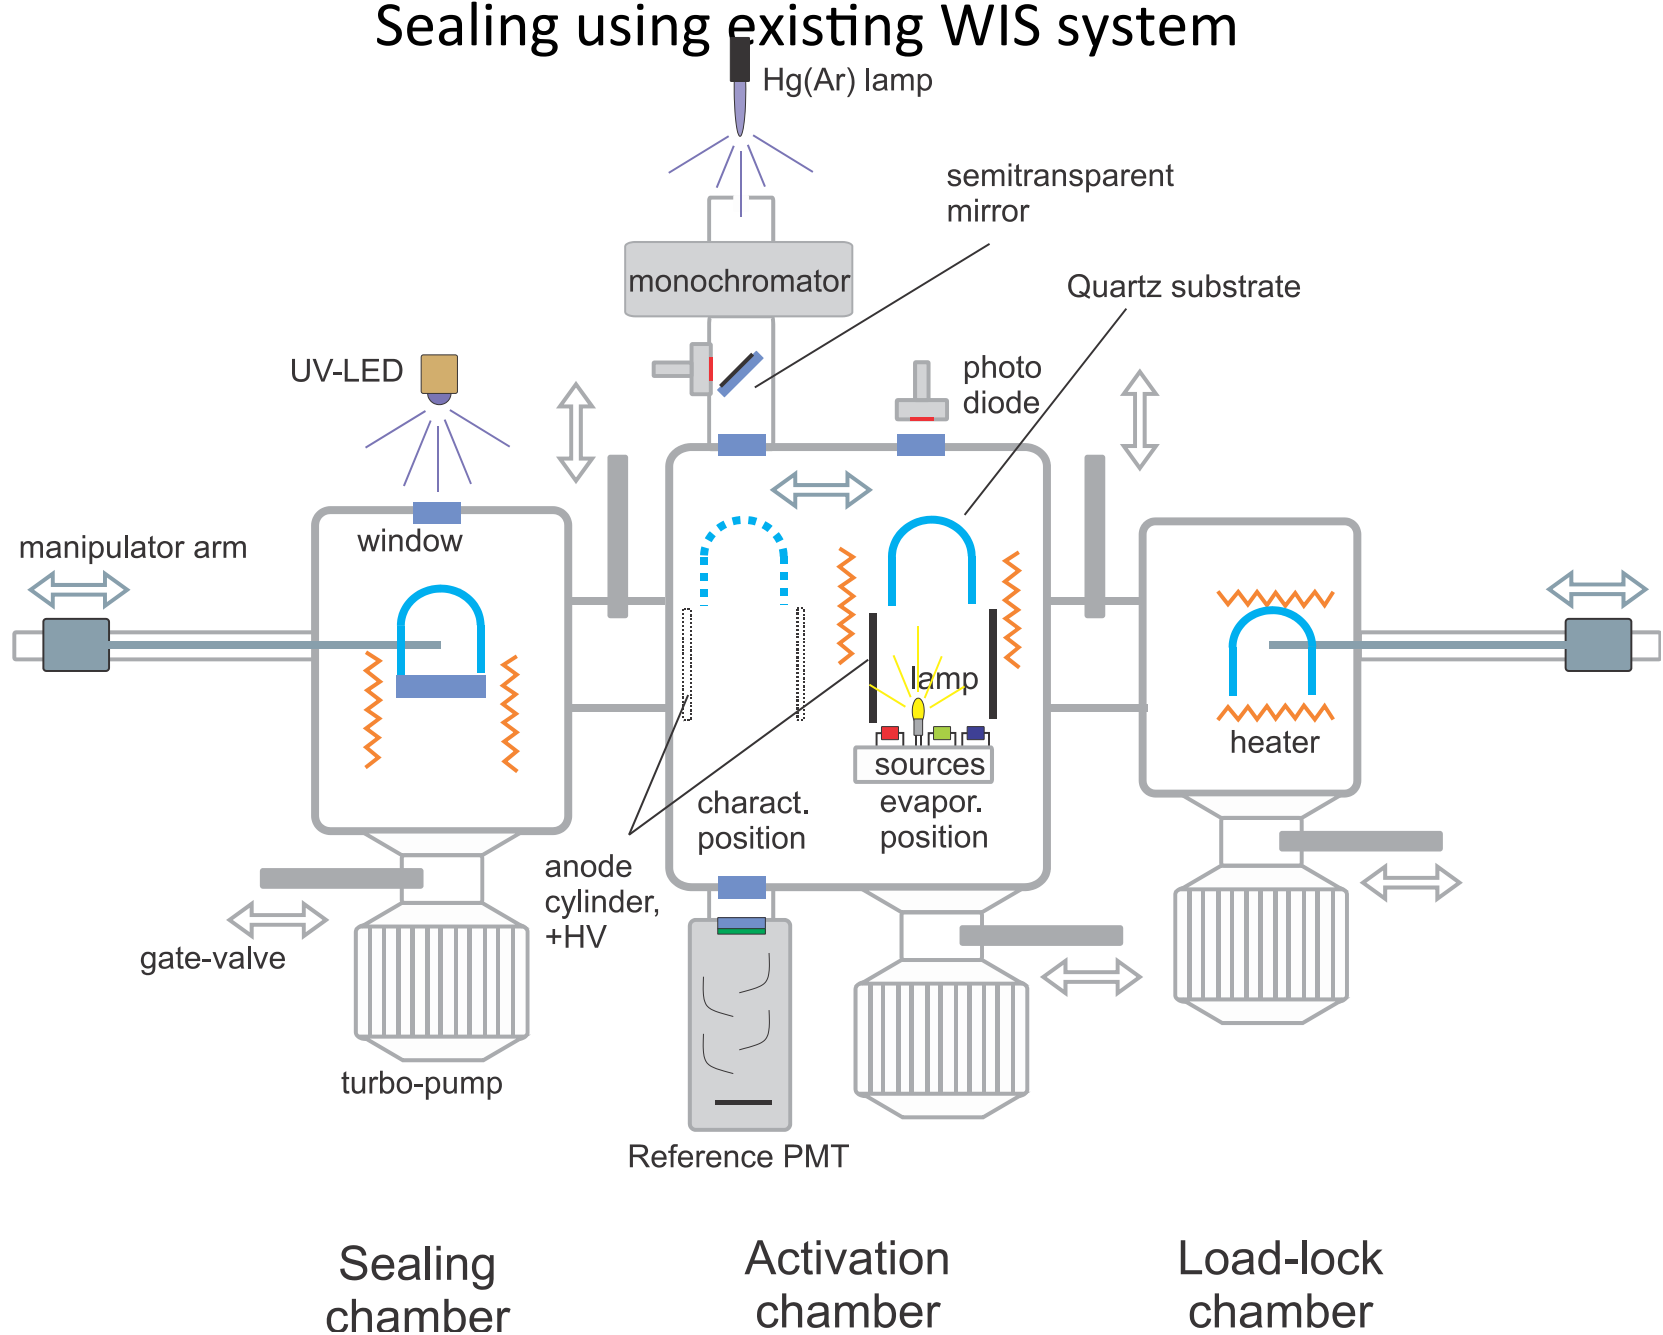 Sealing using existing WIS system
Hg(Ar) lamp
semitransparent
mirror
monochromator
Quartz substrate
UV-LED
photo
diode
window
manipulator arm
lamp
heater
sources
charact.
position
evapor.
position
anode
cylinder,
+HV
gate-valve
turbo-pump
Reference PMT
Sealing
chamber
Activation
chamber
Load-lock
chamber